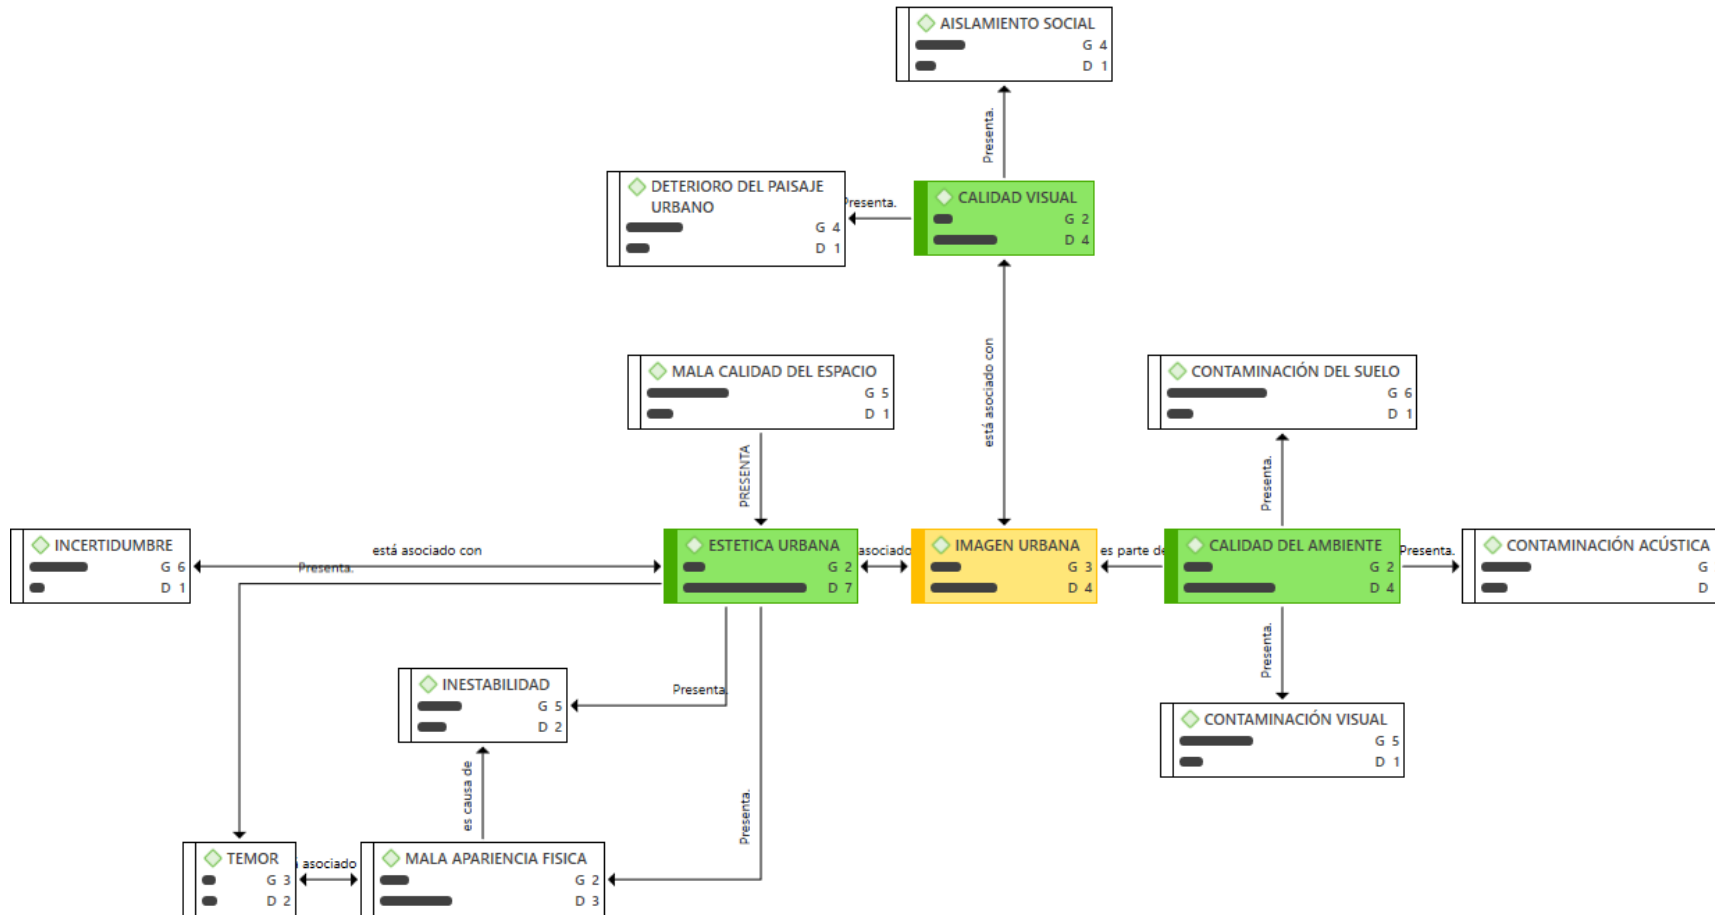 AISLAMIENTO SOCIAL
G 4
D 1
Presenta.
DETERIORO DEL PAISAJE
URBANO
G 4
D 1
Presenta.
CALIDAD VISUAL
G 2
D 4
está asociado con
MALA CALIDAD DEL ESPACIO
G 5
D 1
PRESENTA
CONTAMINACIÓN DEL SUELO
G 6
D 1
Presenta.
INCERTIDUMBRE
G 6
D 1
está asociado con
Presenta.
ESTETICA URBANA
G 2
D 7
asociado
IMAGEN URBANA
G 3
D 4
es parte de
CALIDAD DEL AMBIENTE
G 2
D 4
Presenta.
CONTAMINACIÓN ACÚSTICA
G
D
INESTABILIDAD
G 5
D 2
Presenta.
Presenta.
CONTAMINACIÓN VISUAL
G 5
D 1
es causa de
Presenta.
TEMOR
G 3
D 2
asociado
MALA APARIENCIA FISICA
G 2
D 3